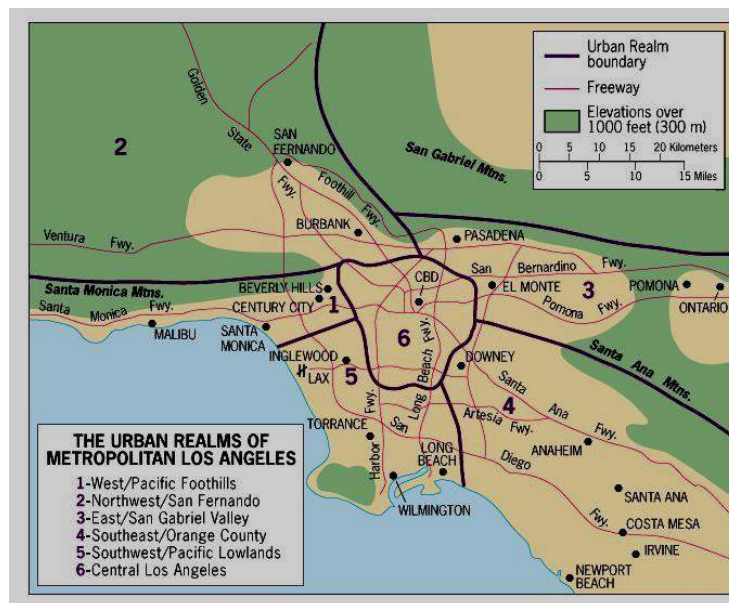 Urban Realm
boundary
Freeway
Elevations over
1000 feet (300 m)
0 5 10 15 20 Kilometers
0 5 10 15 Miles
Golden
State
Fwy.
2
SAN
FERNANDO
San Gabriel Mtns.
Foothill
Fwy.
BURBANK
Ventura Fwy.
PASADENA
Santa Monica Mtns.
BEVERLY HILLS
CENTURY CITY
1
CBD
San Bernardino Fwy.
EL MONTE
3
POMONA
Pomona Fwy.
ONTARIO
Santa Monica Fwy.
MALIBU
SANTA
MONICA
6
INGLEWOOD
LAX
5
Long Beach Fwy.
DOWNEY
Santa Ana Mtns.
Santa Ana Fwy.
4
Artesia Fwy.
TORRANCE
Harbor Fwy.
San Diego Fwy.
LONG
BEACH
ANAHEIM
WILMINGTON
SANTA ANA
COSTA MESA
IRVINE
NEWPORT
BEACH
THE URBAN REALMS OF
METROPOLITAN LOS ANGELES
1-West/Pacific Foothills
2-Northwest/San Fernando
3-East/San Gabriel Valley
4-Southeast/Orange County
5-Southwest/Pacific Lowlands
6-Central Los Angeles